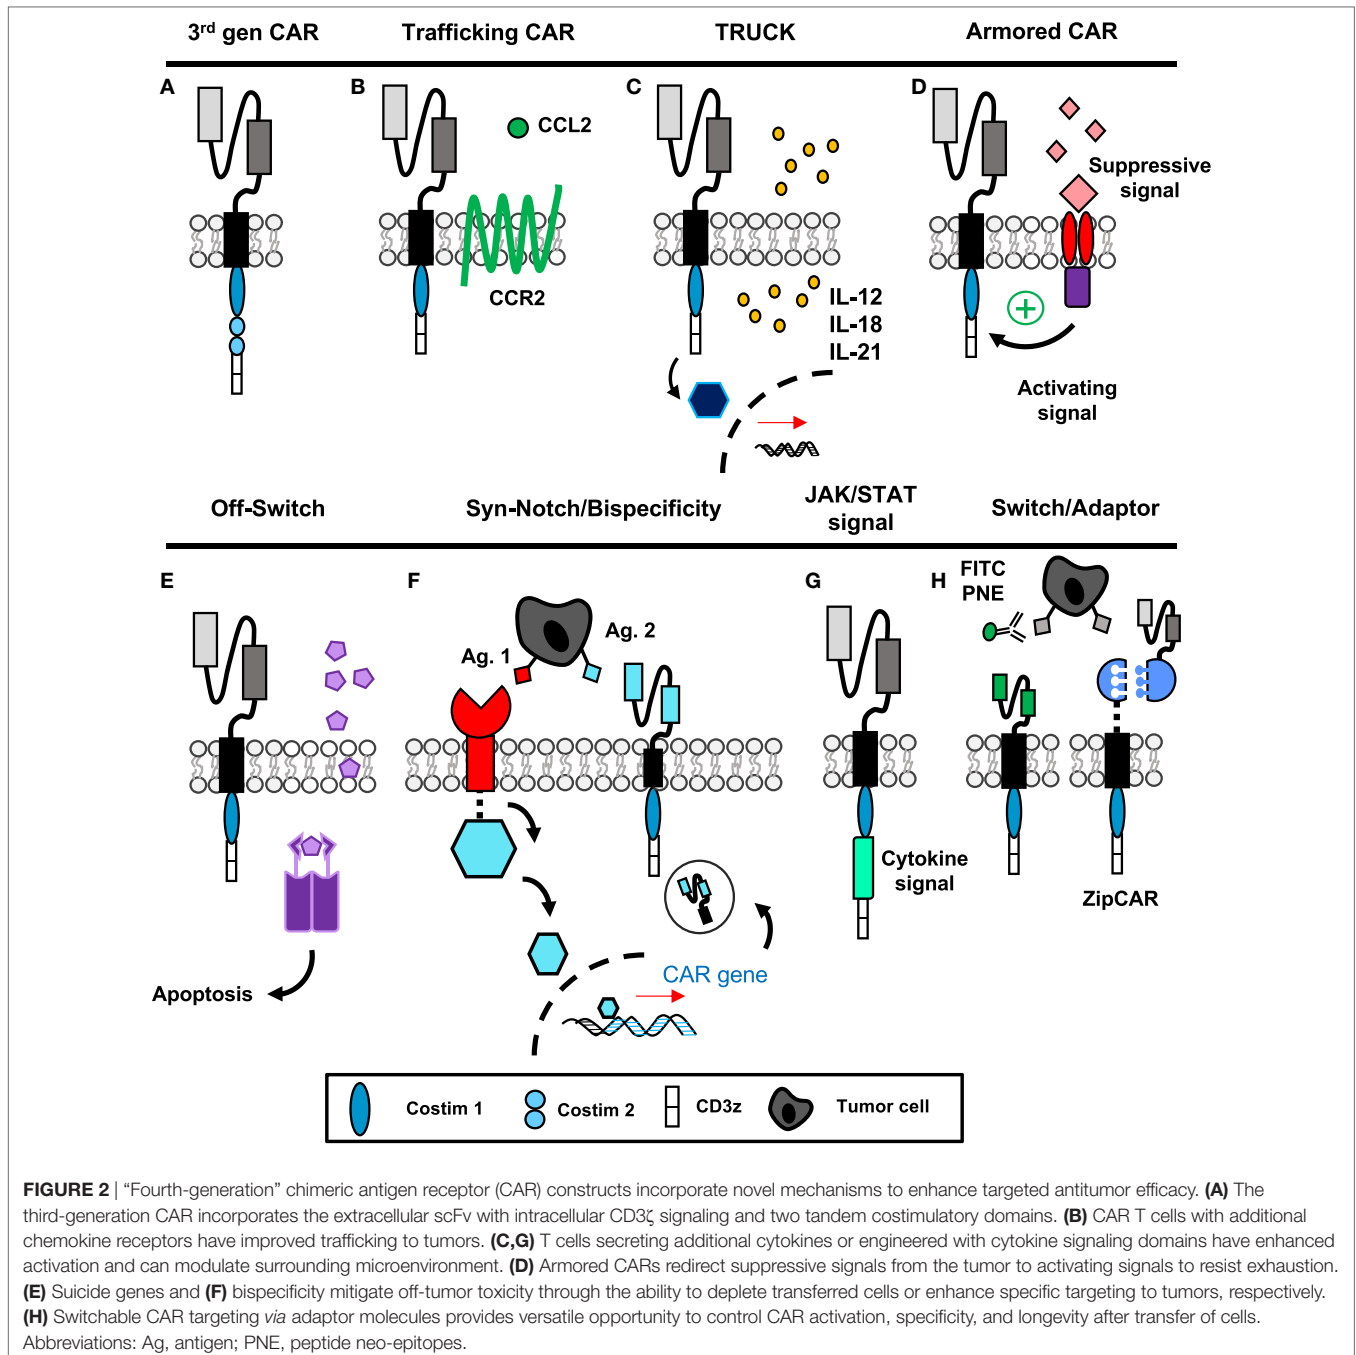 3rd gen CAR
Trafficking CAR
TRUCK
Armored CAR
A
B
C
D
CCL2
Suppressive
signal
CCR2
IL-12
IL-18
IL-21
Activating
signal
Off-Switch
Syn-Notch/Bispecificity
JAK/STAT
signal
Switch/Adaptor
E
F
G
H
FITC
PNE
Ag. 1
Ag. 2
Cytokine
signal
ZipCAR
CAR gene
Apoptosis
Costim 1
Costim 2
CD3z
Tumor cell
FIGURE 2 | “Fourth-generation” chimeric antigen receptor (CAR) constructs incorporate novel mechanisms to enhance targeted antitumor efficacy. (A) The
third-generation CAR incorporates the extracellular scFv with intracellular CD3ζ signaling and two tandem costimulatory domains. (B) CAR T cells with additional
chemokine receptors have improved trafficking to tumors. (C,G) T cells secreting additional cytokines or engineered with cytokine signaling domains have enhanced
activation and can modulate surrounding microenvironment. (D) Armored CARs redirect suppressive signals from the tumor to activating signals to resist exhaustion.
(E) Suicide genes and (F) bispecificity mitigate off-tumor toxicity through the ability to deplete transferred cells or enhance specific targeting to tumors, respectively.
(H) Switchable CAR targeting via adaptor molecules provides versatile opportunity to control CAR activation, specificity, and longevity after transfer of cells.
Abbreviations: Ag, antigen; PNE, peptide neo-epitopes.